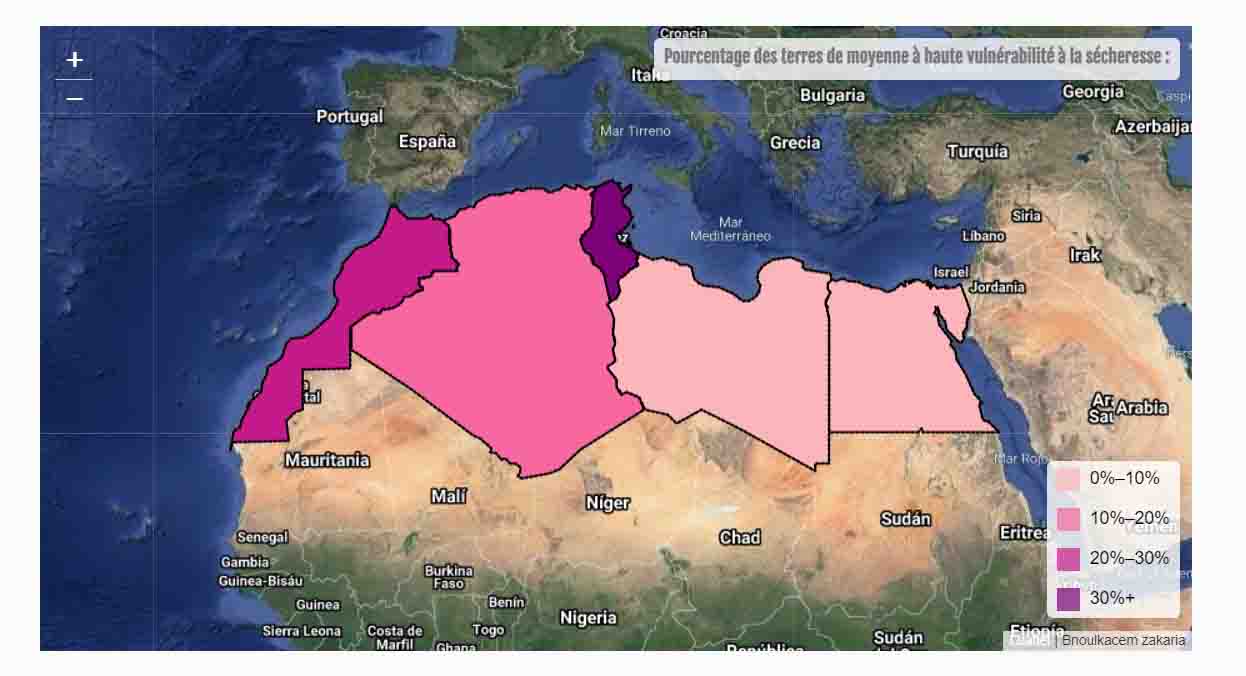 +
−
Croacia
Pourcentage des terres de moyenne à haute vulnérabilité à la sécheresse :
Italia
Bulgaria
Georgia
Caspi
Portugal
España
Mar Tirreno
Grecia
Turquía
Azerbaijan
Mar
Mediterráneo
Siria
Líbano
Irak
Israel
Jordania
tal
Arabia
Mauritania
Mar Rojo
Malí
Níger
Sudán
Chad
Eritrea
Senegal
Gambia
Guinea-Bisáu
Burkina
Faso
Guinea
Benín
Nigeria
Sierra Leona
Costa de
Marfil
Togo
Ghana
República
Sudán
Etiopía
0%–10%
10%–20%
20%–30%
30%+
Leaflet | Bnoulkacem zakaria